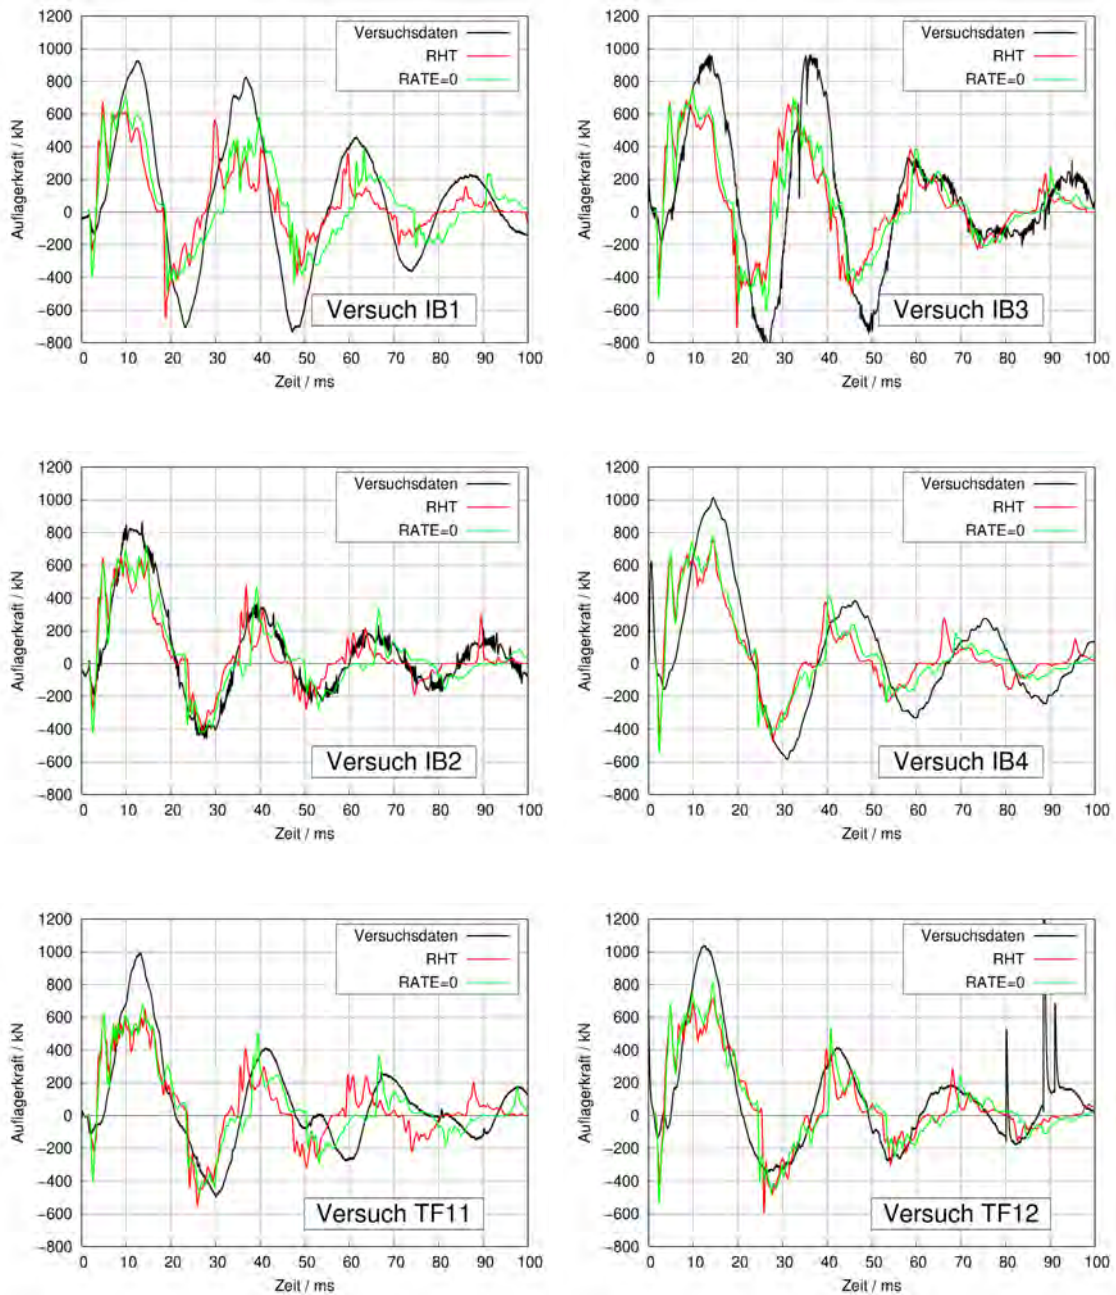 1200
1000
800
600
400
200
0
−200
−400
−600
−800
Auflagerkraft / kN
Versuchsdaten
RHT
RATE=0
Versuch IB1
0 10 20 30 40 50 60 70 80 90 100
Zeit / ms
1200
1000
800
600
400
200
0
−200
−400
−600
−800
Auflagerkraft / kN
Versuchsdaten
RHT
RATE=0
Versuch IB3
0 10 20 30 40 50 60 70 80 90 100
Zeit / ms
1200
1000
800
600
400
200
0
−200
−400
−600
−800
Auflagerkraft / kN
Versuchsdaten
RHT
RATE=0
Versuch IB2
0 10 20 30 40 50 60 70 80 90 100
Zeit / ms
1200
1000
800
600
400
200
0
−200
−400
−600
−800
Auflagerkraft / kN
Versuchsdaten
RHT
RATE=0
Versuch IB4
0 10 20 30 40 50 60 70 80 90 100
Zeit / ms
1200
1000
800
600
400
200
0
−200
−400
−600
−800
Auflagerkraft / kN
Versuchsdaten
RHT
RATE=0
Versuch TF11
0 10 20 30 40 50 60 70 80 90 100
Zeit / ms
1200
1000
800
600
400
200
0
−200
−400
−600
−800
Auflagerkraft / kN
Versuchsdaten
RHT
RATE=0
Versuch TF12
0 10 20 30 40 50 60 70 80 90 100
Zeit / ms